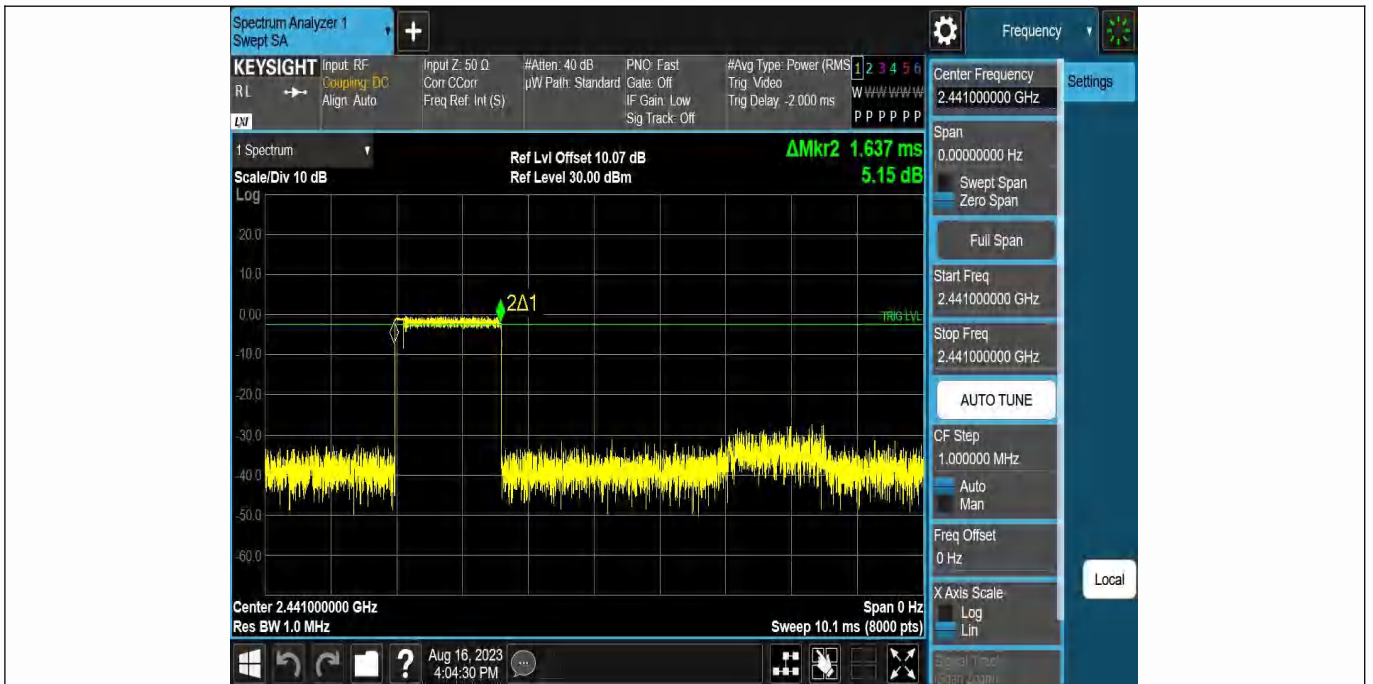 Spectrum Analyzer 1
Swept SA
+
Frequency
KEYSIGHT
RL
LXI
Input: RF
Coupling: DC
Align: Auto
Input Z: 50 Ω
Corr CCorr
Freq Ref: Int (S)
#Atten: 40 dB
µW Path: Standard
PNO: Fast
Gate: Off
IF Gain: Low
Sig Track: Off
#Avg Type: Power (RMS
Trig: Video
Trig Delay: -2.000 ms
1 2 3 4 5 6
W W W W W W
P P P P P P
1 Spectrum
Scale/Div 10 dB
Ref Lvl Offset 10.07 dB
Ref Level 30.00 dBm
ΔMkr2 1.637 ms
5.15 dB
Log
20.0
10.0
0.00
-10.0
-20.0
-30.0
-40.0
-50.0
-60.0
2Δ1
TRIG LVL
Center 2.441000000 GHz
Res BW 1.0 MHz
Span 0 Hz
Sweep 10.1 ms (8000 pts)
Center Frequency
2.441000000 GHz
Settings
Span
0.00000000 Hz
Swept Span
Zero Span
Full Span
Start Freq
2.441000000 GHz
Stop Freq
2.441000000 GHz
AUTO TUNE
CF Step
1.000000 MHz
Auto
Man
Freq Offset
0 Hz
X Axis Scale
Log
Lin
Signal Track
(Span Zoom)
Local
?
Aug 16, 2023
4:04:30 PM